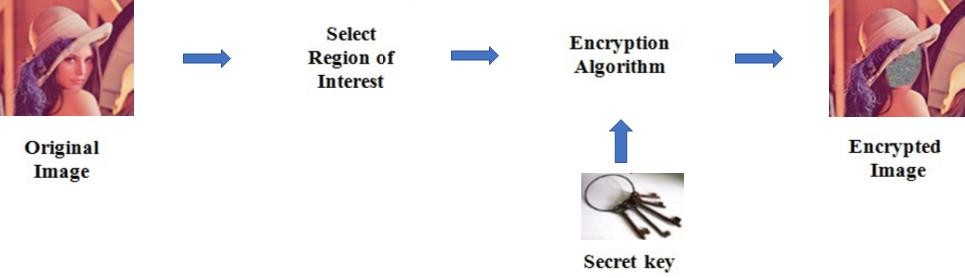 Original
Image
Select
Region of
Interest
Encryption
Algorithm
Secret key
Encrypted
Image